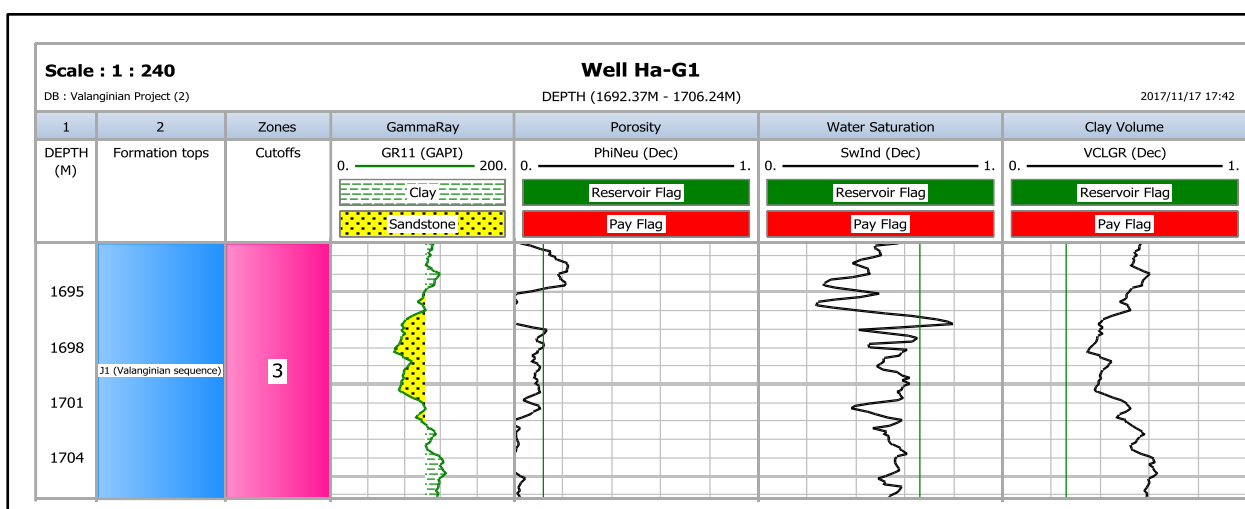 Scale : 1 : 240
Well Ha-G1
DB : Valanginian Project (2)
DEPTH (1692.37M - 1706.24M)
2017/11/17 17:42
1
2
Zones
GammaRay
Porosity
Water Saturation
Clay Volume
DEPTH
(M)
Formation tops
Cutoffs
GR11 (GAPI)
0. 200.
PhiNeu (Dec)
0. 1.
SwInd (Dec)
0. 1.
VCLGR (Dec)
0. 1.
Clay
Reservoir Flag
Reservoir Flag
Reservoir Flag
Sandstone
Pay Flag
Pay Flag
Pay Flag
1695
1698
J1 (Valanginian sequence)
3
1701
1704